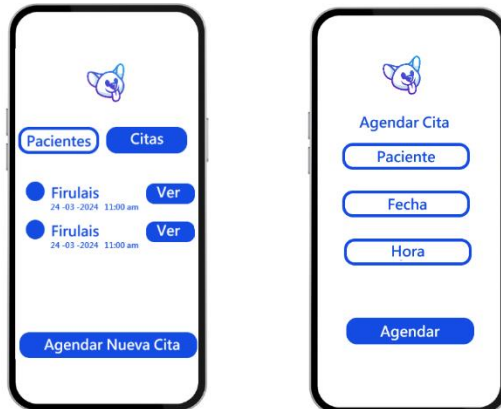 Pacientes
Citas
Firulais
24 -03 -2024 11:00 am
Ver
Firulais
24 -03 -2024 11:00 am
Ver
Agendar Nueva Cita
Agendar Cita
Paciente
Fecha
Hora
Agendar